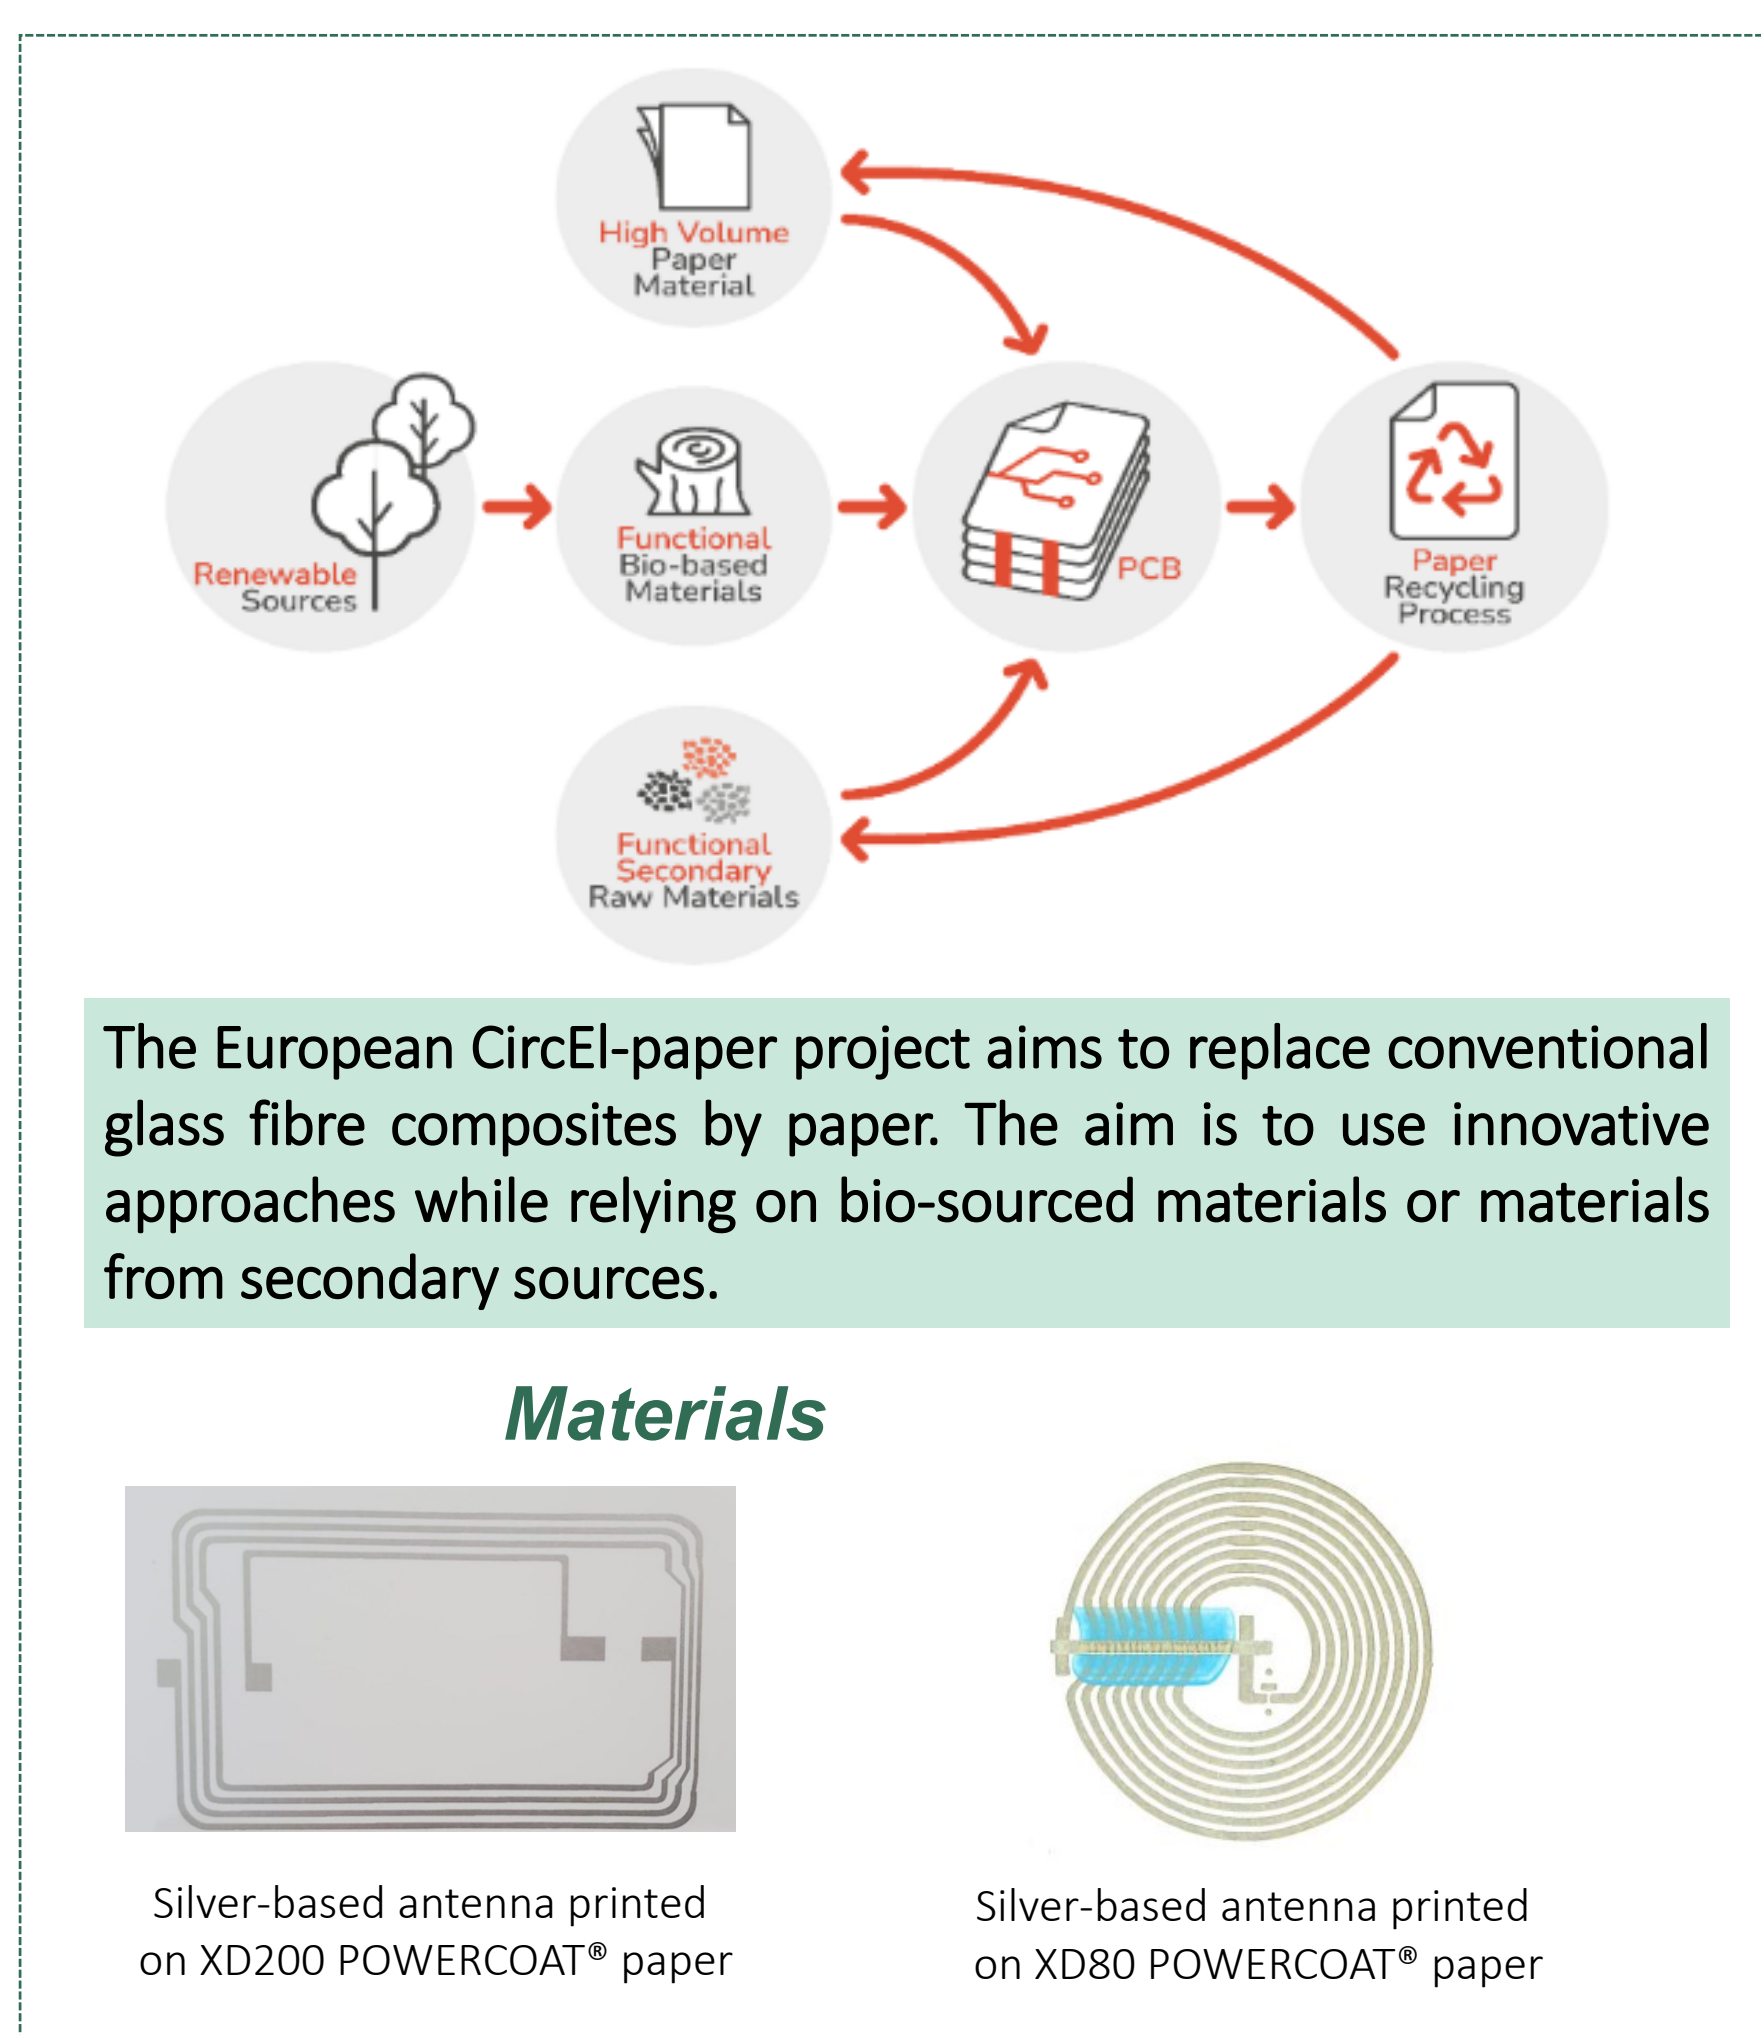 High Volume
Paper
Material
Renewable
Sources
Functional
Bio-based
Materials
PCB
Paper
Recycling
Process
Functional
Secondary
Raw Materials
The European CircEl-paper project aims to replace conventional
glass fibre composites by paper. The aim is to use innovative
approaches while relying on bio-sourced materials or materials
from secondary sources.
Materials
Silver-based antenna printed
on XD200 POWERCOAT® paper
Silver-based antenna printed
on XD80 POWERCOAT® paper